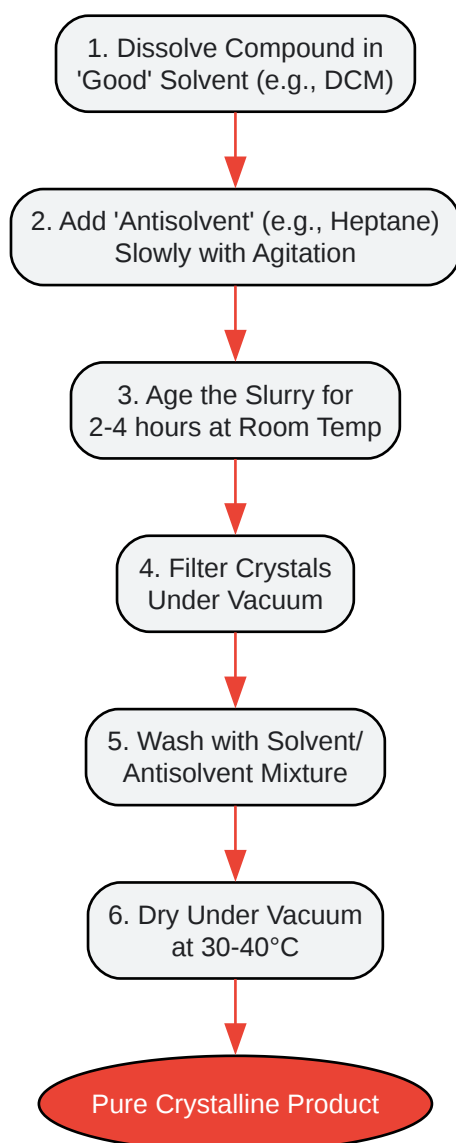 1. Dissolve Compound in
'Good' Solvent (e.g., DCM)
2. Add 'Antisolvent' (e.g., Heptane)
Slowly with Agitation
3. Age the Slurry for
2-4 hours at Room Temp
4. Filter Crystals
Under Vacuum
5. Wash with Solvent/
Antisolvent Mixture
6. Dry Under Vacuum
at 30-40°C
Pure Crystalline Product